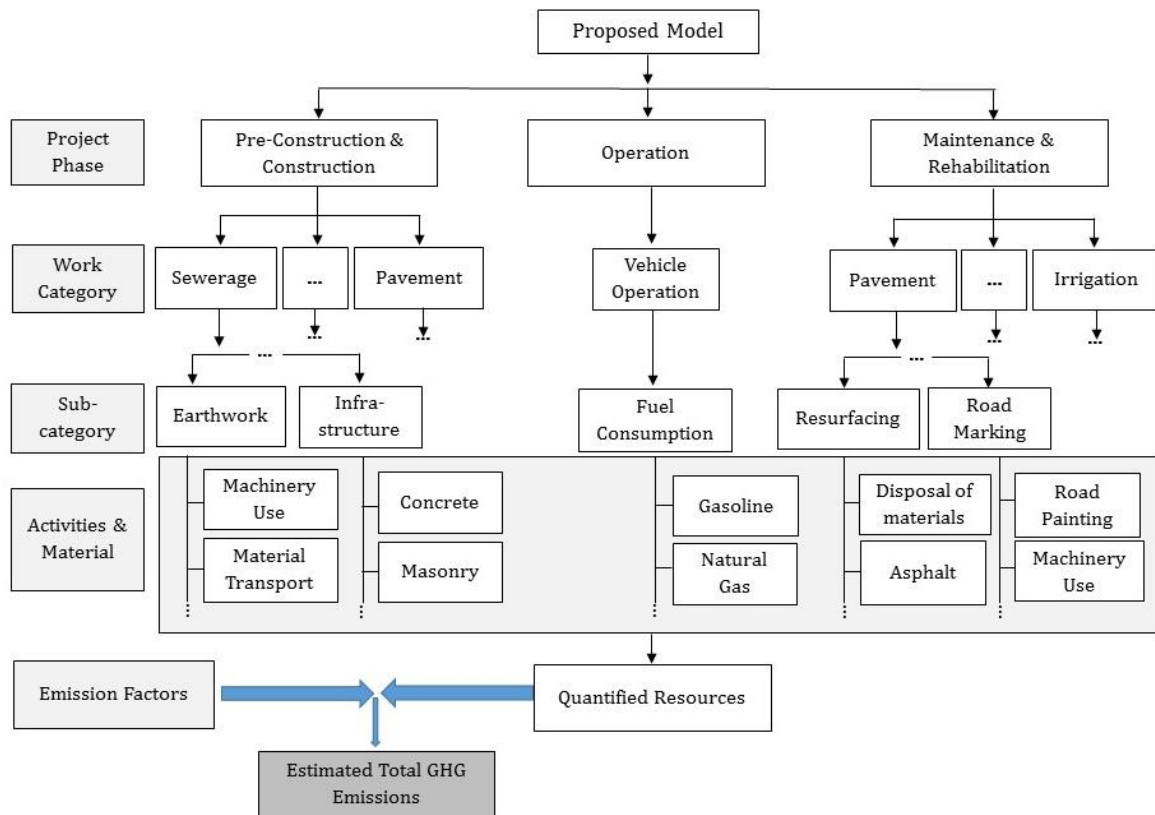 Proposed Model
Project
Phase
Pre-Construction &
Construction
Operation
Maintenance &
Rehabilitation
Work
Category
Sewerage
...
Pavement
Vehicle
Operation
Pavement
...
Irrigation
...
...
...
...
...
...
Sub-
category
Earthwork
Infra-
structure
Fuel
Consumption
Resurfacing
Road
Marking
Activities &
Material
Machinery
Use
Material
Transport
Concrete
Masonry
Gasoline
Natural
Gas
Disposal of
materials
Asphalt
Road
Painting
Machinery
Use
Emission Factors
Quantified Resources
Estimated Total GHG
Emissions